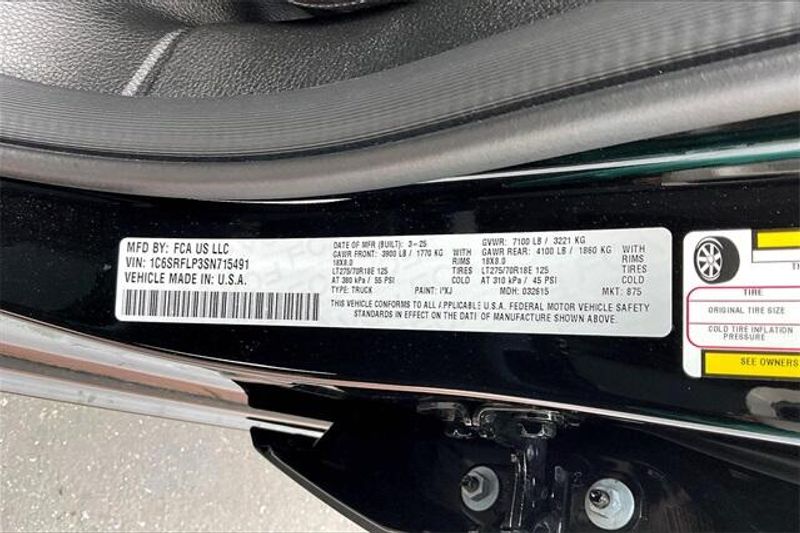 MFD BY: FCA US LLC
VIN: 1C6SRFLP3SN715491
VEHICLE MADE IN: U.S.A.
DATE OF MFR (BUILT): 3-25
GAWR FRONT: 3900 LB / 1770 KG WITH
18X8.0 RIMS
LT275/70R18E 125 AT
380 kPa / 55 PSI COLD
GVWR: 7100 LB / 3221 KG
GAWR REAR: 4100 LB / 1860 KG WITH
18X8.0 RIMS
LT275/70R18E 125
AT 310 kPa / 45 PSI COLD
TYPE: TRUCK PAINT: PXJ MDH: 032615 MKT: 875
THIS VEHICLE CONFORMS TO ALL APPLICABLE U.S.A. FEDERAL MOTOR VEHICLE SAFETY
STANDARDS IN EFFECT ON THE DATE OF MANUFACTURE SHOWN ABOVE.
TIRE
ORIGINAL TIRE SIZE
COLD TIRE INFLATION
PRESSURE
SEE OWNERS